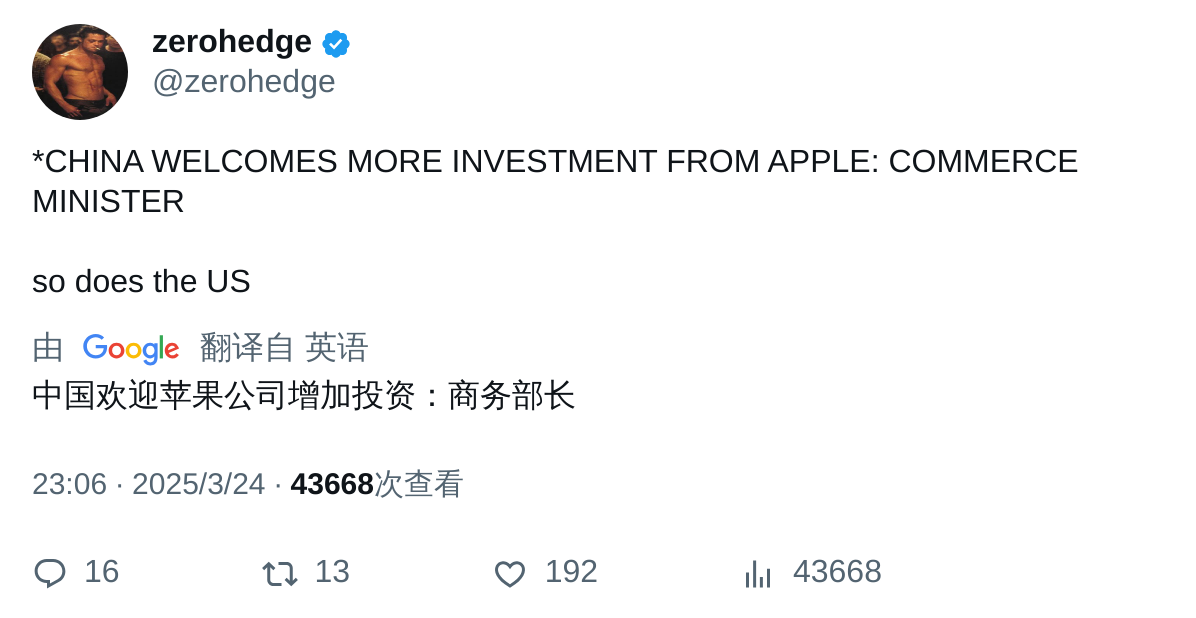 zerohedge
@zerohedge
*CHINA WELCOMES MORE INVESTMENT FROM APPLE: COMMERCE
MINISTER
so does the US
由 Google 翻译自 英语
中国欢迎苹果公司增加投资：商务部长
23:06 · 2025/3/24 · 43668次查看
16 13 192 43668